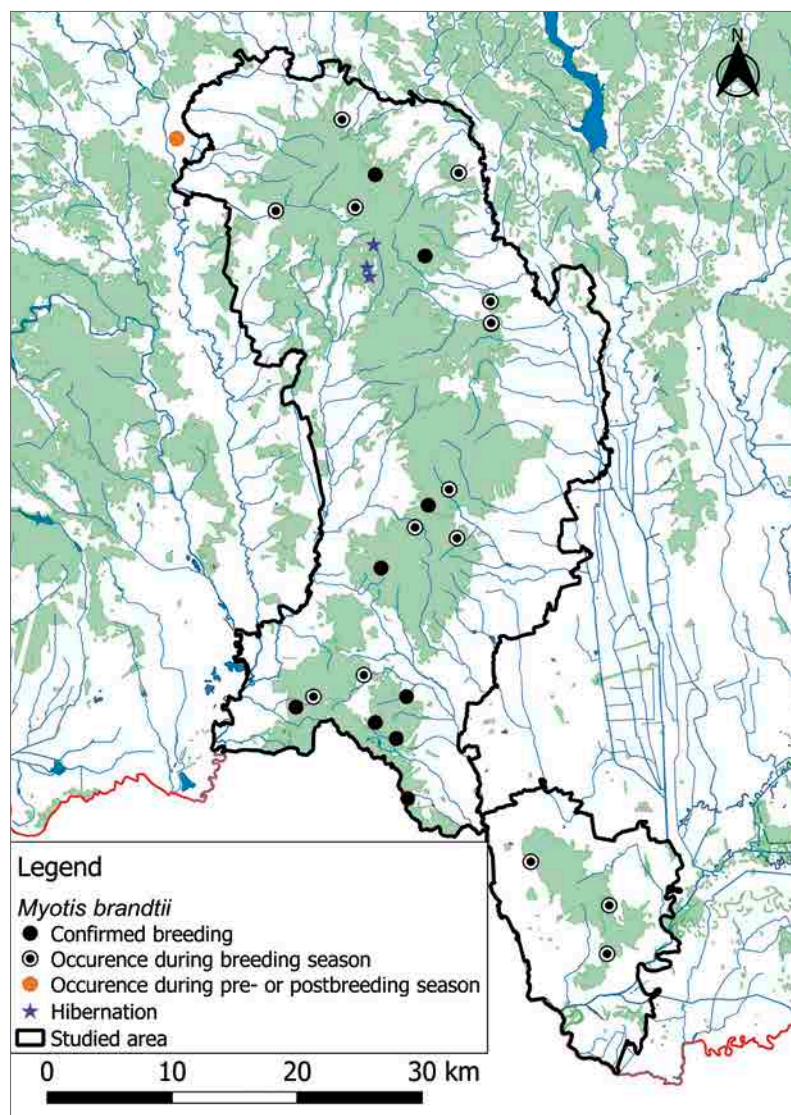 N
Legend
Myotis brandtii
Confirmed breeding
Occurence during breeding season
Occurence during pre- or postbreeding season
Hibernation
Studied area
0 10 20 30 km